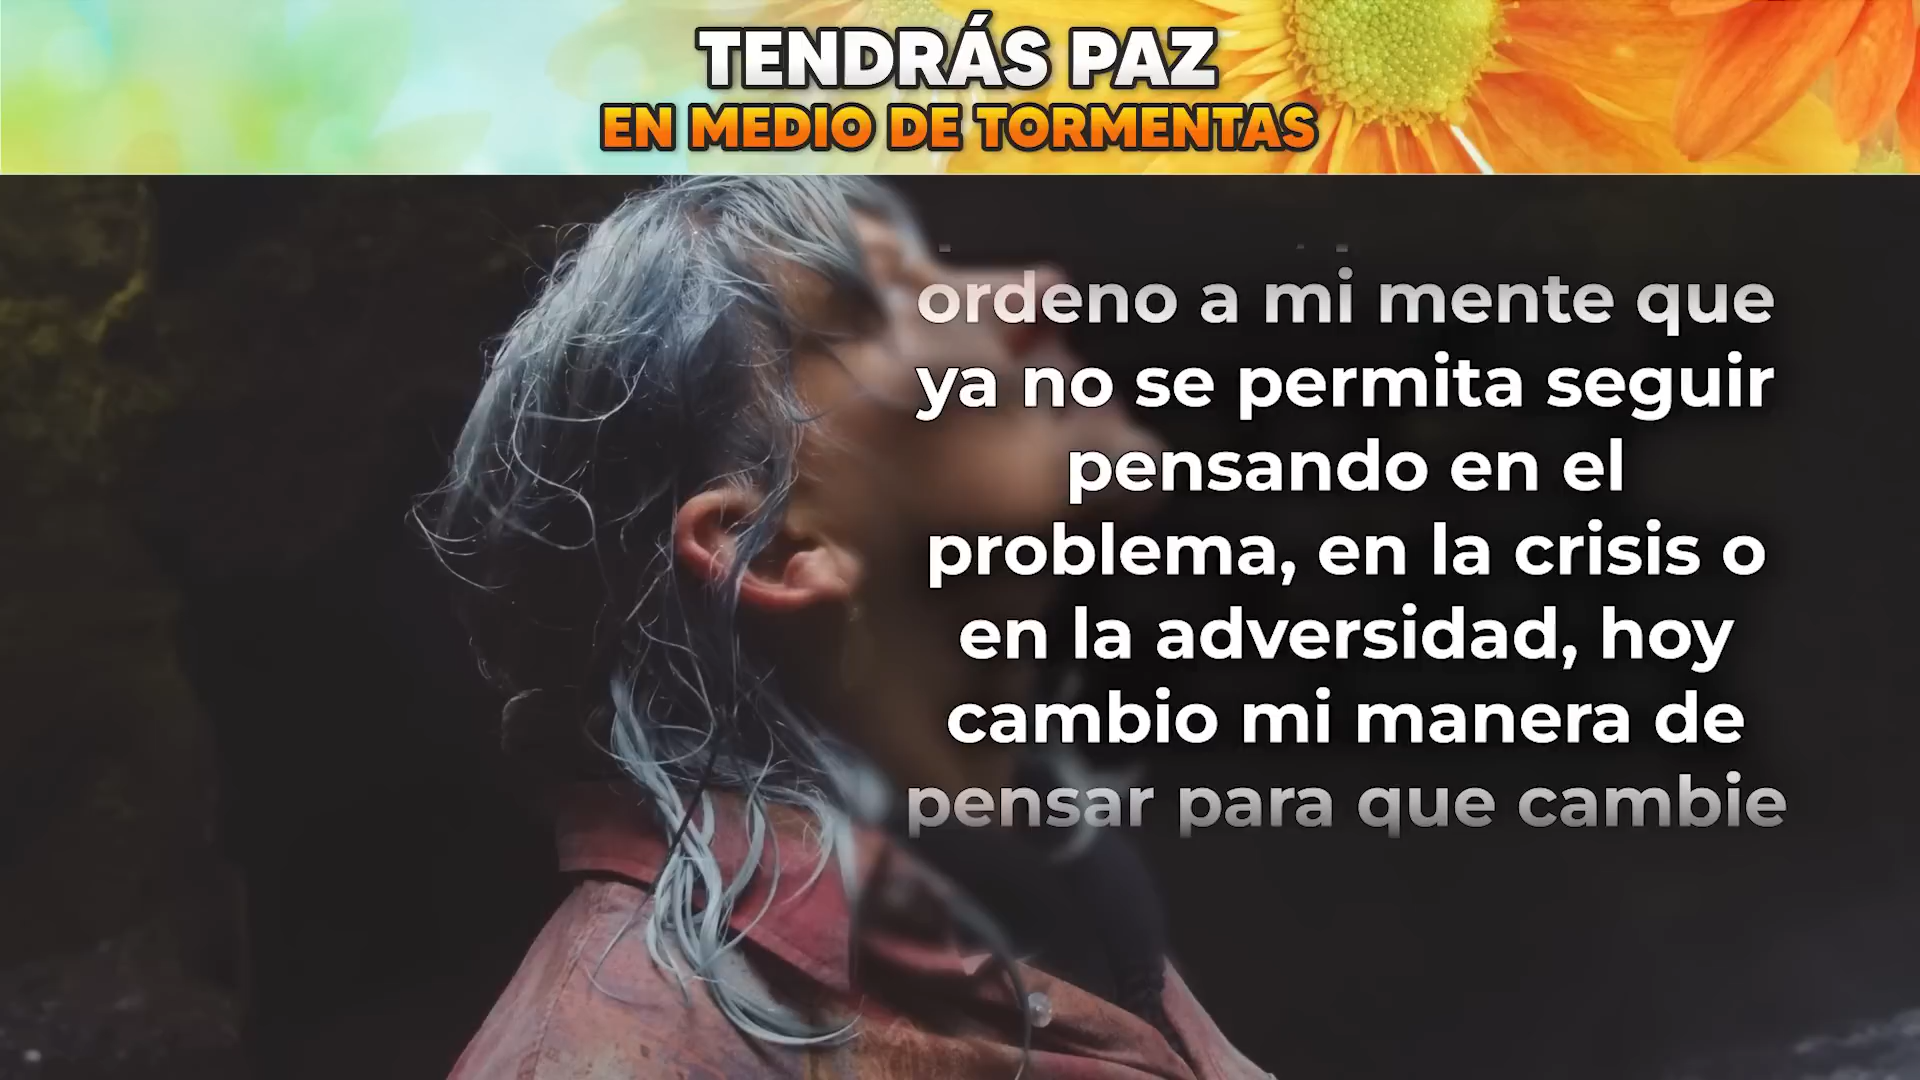 TENDRÁS PAZ
EN MEDIO DE TORMENTAS
ordeno a mi mente que
ya no se permita seguir
pensando en el
problema, en la crisis o
en la adversidad, hoy
cambio mi manera de
pensar para que cambie